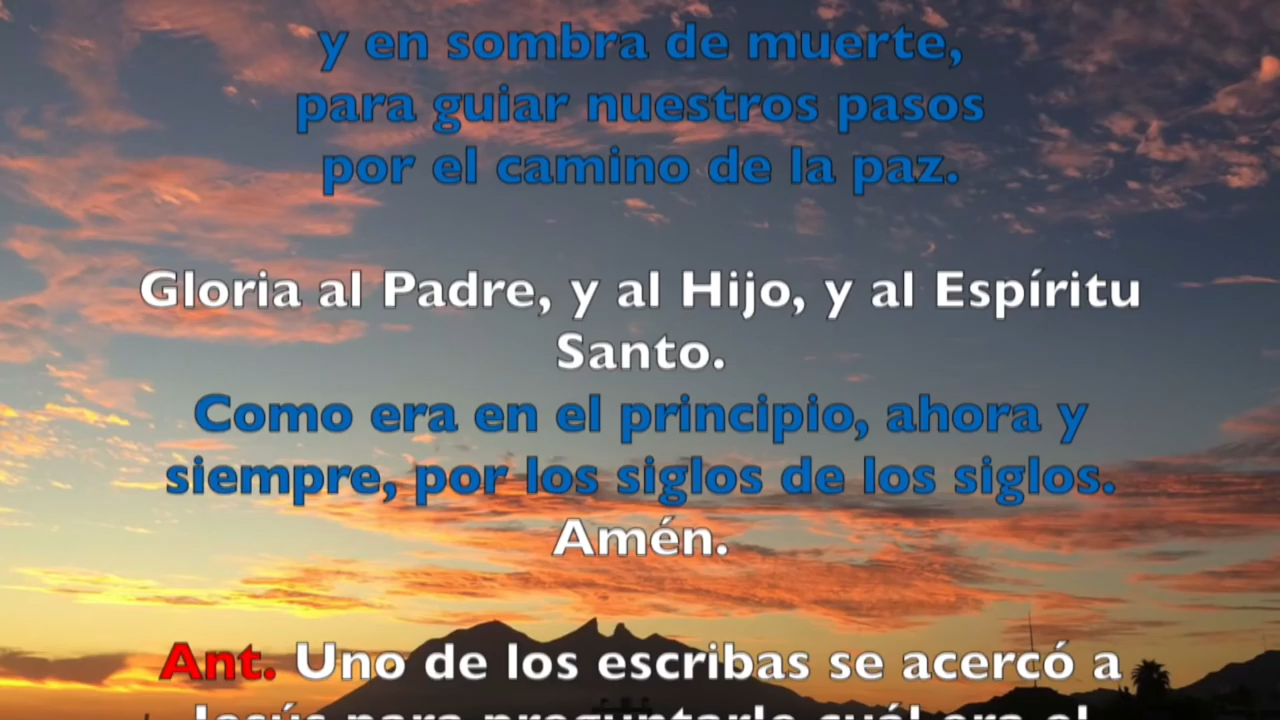 y en sombra de muerte,
para guiar nuestros pasos
por el camino de la paz.
Gloria al Padre, y al Hijo, y al Espíritu
Santo.
Como era en el principio, ahora y
siempre, por los siglos de los siglos.
Amén.
Ant. Uno de los escribas se acercó a
Jesús para preguntarle cuál era el